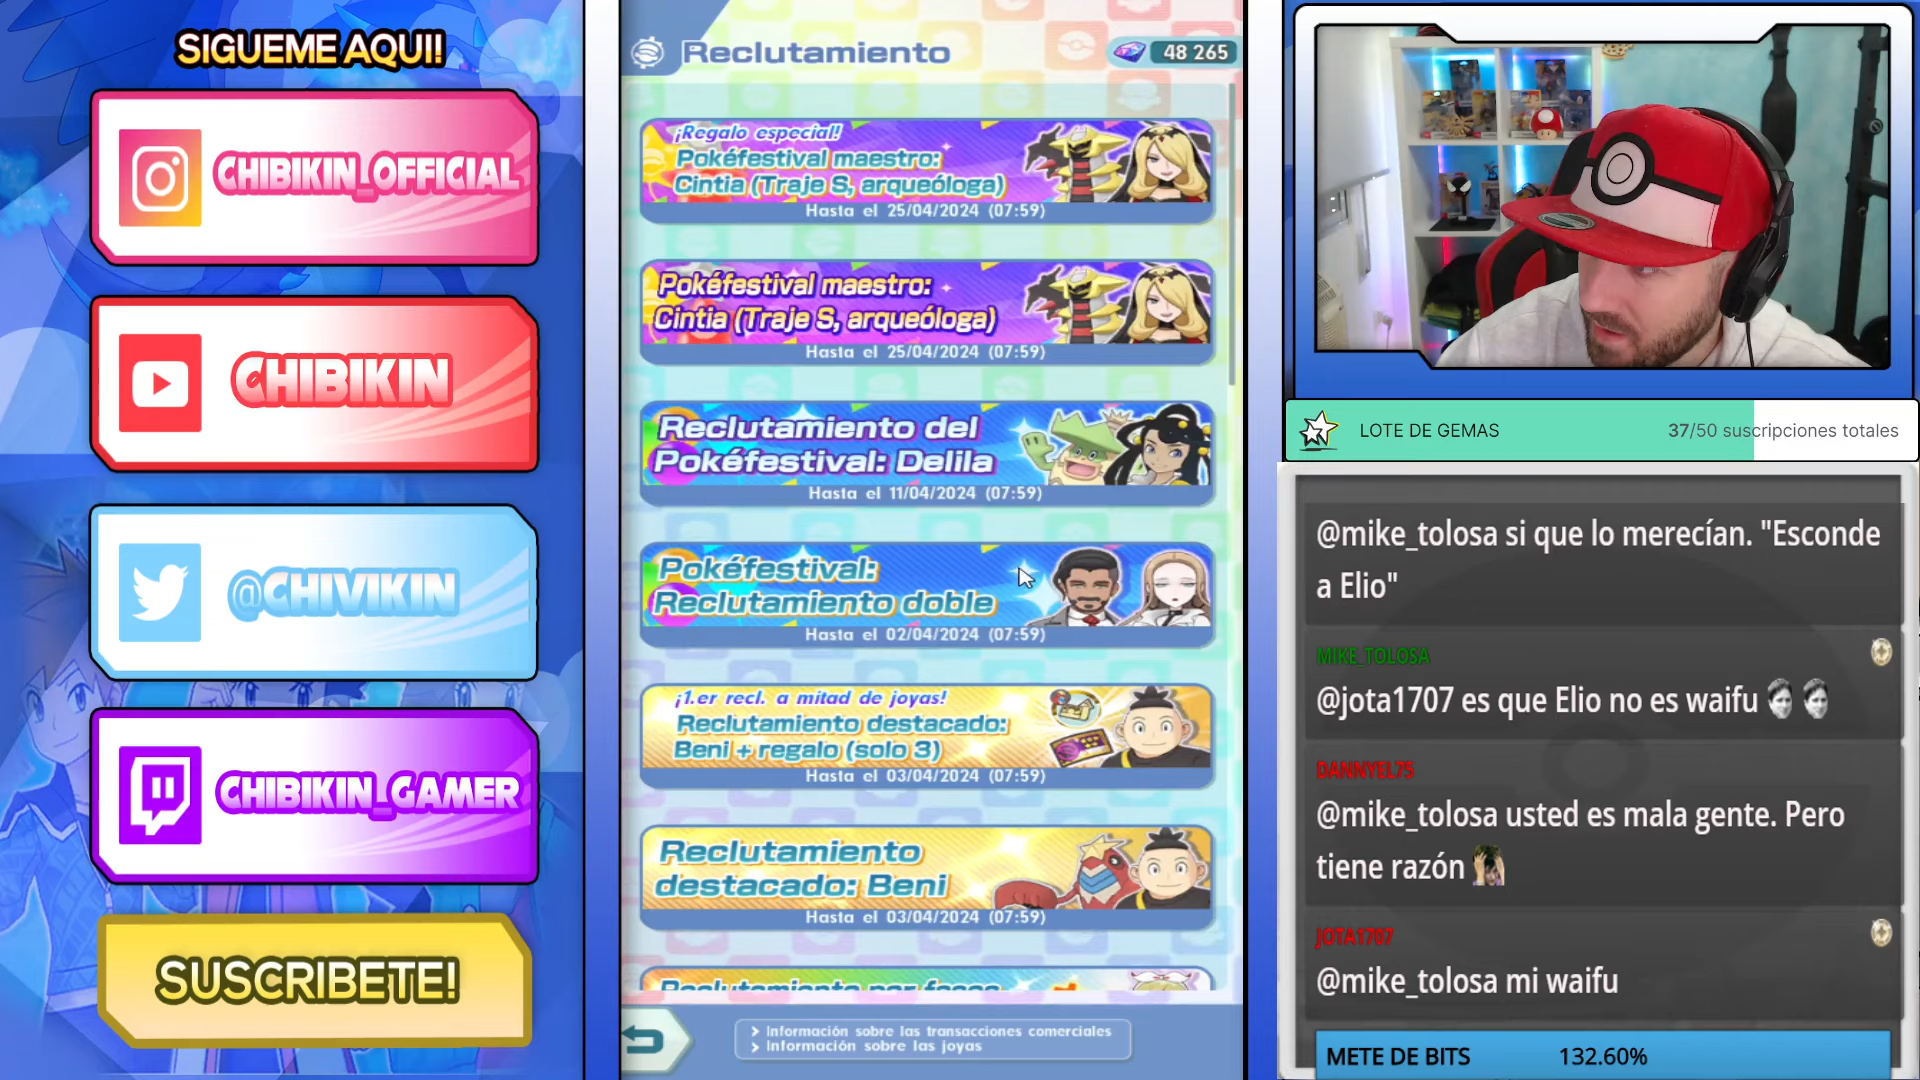 SIGUEME AQUI!
CHIBIKIN_OFFICIAL
CHIBIKIN
@CHIVIKIN
CHIBIKIN_GAMER
SUSCRIBETE!
Reclutamiento
48 265
¡Regalo especial!
Pokéfestival maestro:
Cintia (Traje S, arqueóloga)
Hasta el 25/04/2024 (07:59)
Pokéfestival maestro:
Cintia (Traje S, arqueóloga)
Hasta el 25/04/2024 (07:59)
Reclutamiento del
Pokéfestival: Delila
Hasta el 11/04/2024 (07:59)
Pokéfestival:
Reclutamiento doble
Hasta el 02/04/2024 (07:59)
¡1.er recl. a mitad de joyas!
Reclutamiento destacado:
Beni + regalo (solo 3)
Hasta el 03/04/2024 (07:59)
Reclutamiento
destacado: Beni
Hasta el 03/04/2024 (07:59)
Reclutamiento por fases
> Información sobre las transacciones comerciales
> Información sobre las joyas
LOTE DE GEMAS
37/50 suscripciones totales
@mike_tolosa si que lo merecían. "Esconde
a Elio"
MIKE_TOLOSA
@jota1707 es que Elio no es waifu
DANNYEL75
@mike_tolosa usted es mala gente. Pero
tiene razón
JOTA1707
@mike_tolosa mi waifu
METE DE BITS
132.60%